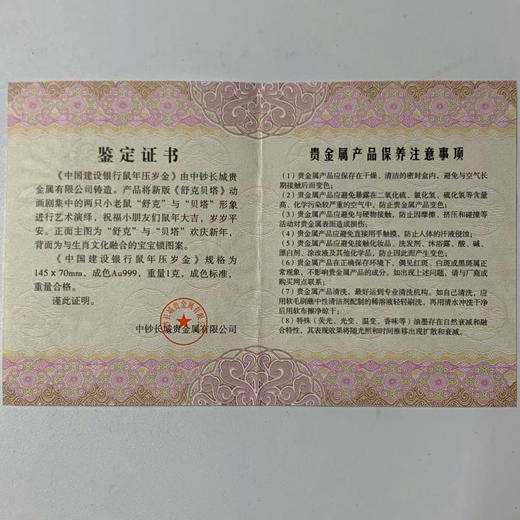 鉴定证书
《中国建设银行鼠年压岁金》由中钞长城贵
金属有限公司铸造。产品将新版《舒克贝塔》动
画剧集中的两只小老鼠“舒克”与“贝塔”形象
进行艺术演绎，祝福小朋友们鼠年大吉，岁岁平
安。正面主图为“舒克”与“贝塔”欢庆新年，
背面为与生肖文化融合的宝宝锁图案。
《中国建设银行鼠年压岁金》规格为
145 x 70mm，成色Au999，重量1克，成色标准，
重量合格。
谨此证明。
中钞长城贵金属有限公司
贵金属产品保养注意事项
（1）贵金属产品应保存在干燥、清洁的密封盒内，避免与空气长
期接触后而变色；
（2）贵金属产品应避免暴露在二氧化硫、氯化氢、硫化氢等含量
高、化学污染较严重的空气中，防止贵金属产品变色；
（3）贵金属产品应避免与硬物接触，防止因摩擦、挤压和碰撞等
活动对贵金属表面造成损伤；
（4）贵金属产品应避免直接用手触摸，防止人体的汗液侵蚀；
（5）贵金属产品应避免接触化妆品、洗发剂、沐浴露、酸、碱、
漂白剂、涂改液及其他化学品，防止因此而产生变色；
（6）贵金属产品在正确保存环境下，偶见红斑、白斑或黑斑属正
常现象，不影响贵金属产品的成分。如出现上述问题，请与厂商或
购买网点联系；
（7）贵金属产品清洗，最好运到专业清洗机构。如自己清洗，应
用软毛刷蘸中性清洁剂配制的稀溶液轻轻刷洗，再用清水冲洗干净
后用软布擦净晾干；
（8）特殊（荧光、光变、温变、香味等）油墨存在自然衰减和融
合特性，其表现效果将随光照和时间推移出现扩散和衰减。